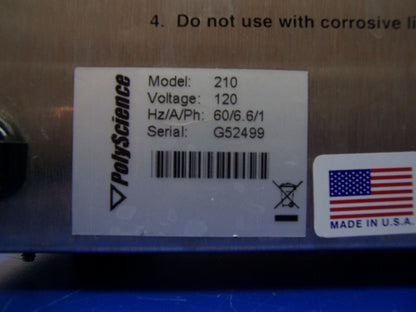 4. Do not use with corrosive li
PolyScience
Model: 210
Voltage: 120
Hz/A/Ph: 60/6.6/1
Serial: G52499
MADE IN U.S.A.